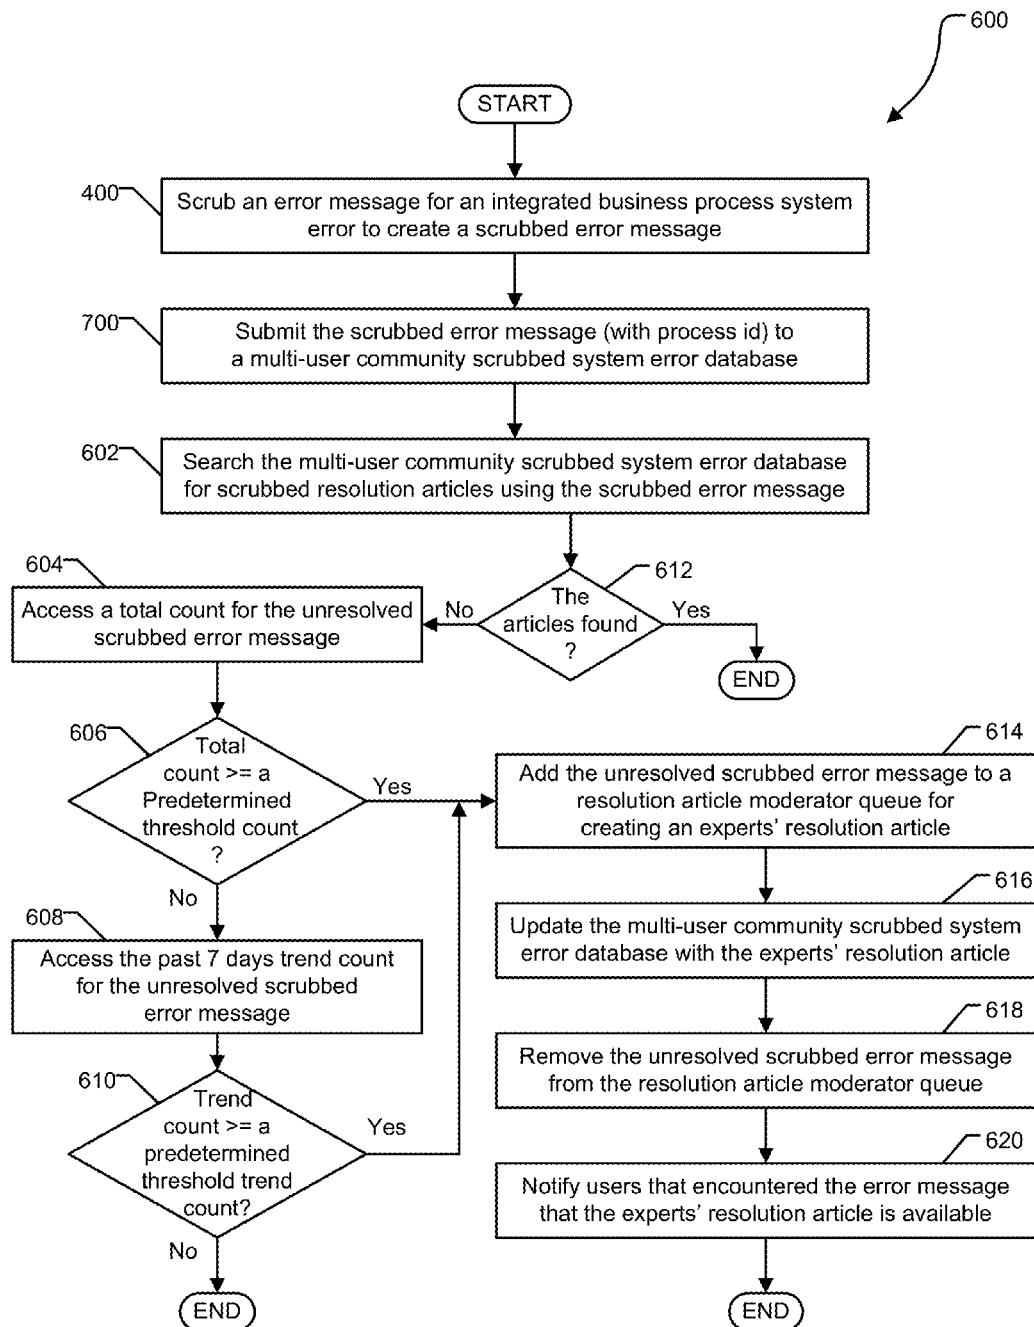 600
START
400
Scrub an error message for an integrated business process system
error to create a scrubbed error message
700
Submit the scrubbed error message (with process id) to
a multi-user community scrubbed system error database
602
Search the multi-user community scrubbed system error database
for scrubbed resolution articles using the scrubbed error message
604
Access a total count for the unresolved
scrubbed error message
612
The
articles found
?
No
Yes
END
606
Total
count >= a
Predetermined
threshold count
?
Yes
No
608
Access the past 7 days trend count
for the unresolved scrubbed
error message
610
Trend
count >= a
predetermined
threshold trend
count?
Yes
No
END
614
Add the unresolved scrubbed error message to a
resolution article moderator queue for
creating an experts' resolution article
616
Update the multi-user community scrubbed system
error database with the experts' resolution article
618
Remove the unresolved scrubbed error message
from the resolution article moderator queue
620
Notify users that encountered the error message
that the experts' resolution article is available
END